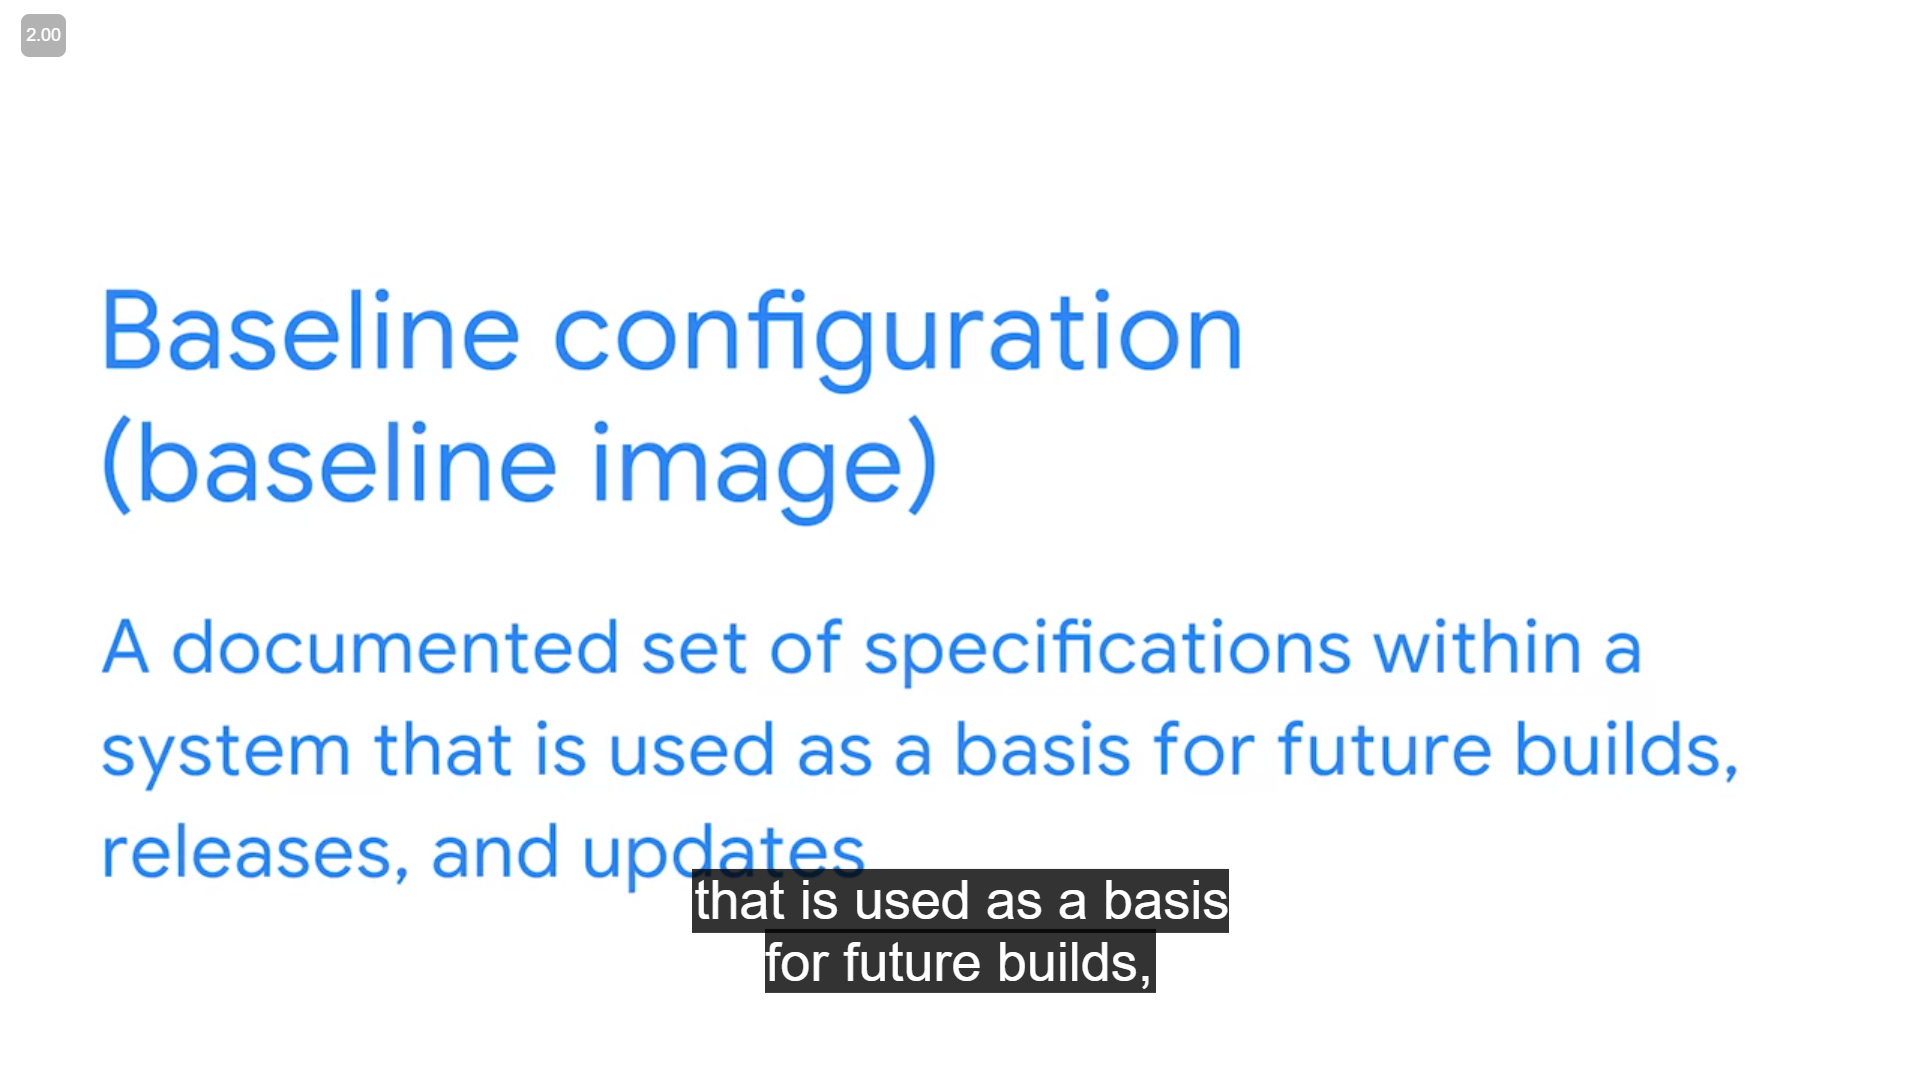 2.00
Baseline configuration
(baseline image)
A documented set of specifications within a
system that is used as a basis for future builds,
releases, and updates
that is used as a basis
for future builds,